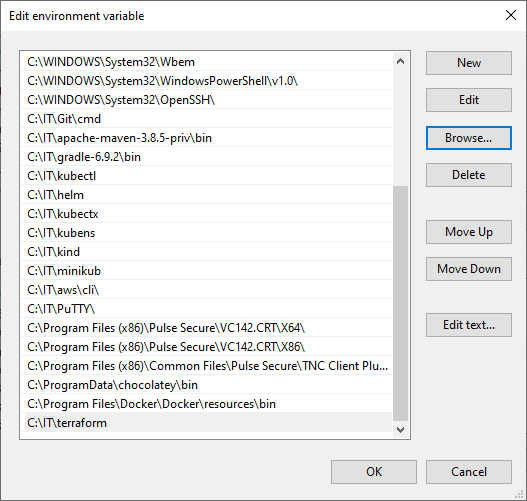 Edit environment variable
C:\WINDOWS\System32\Wbem
C:\WINDOWS\System32\WindowsPowerShell\v1.0\
C:\WINDOWS\System32\OpenSSH\
C:\IT\Git\cmd
C:\IT\apache-maven-3.8.5-priv\bin
C:\IT\gradle-6.9.2\bin
C:\IT\kubectl
C:\IT\helm
C:\IT\kubectx
C:\IT\kubens
C:\IT\kind
C:\IT\minikub
C:\IT\aws\cli\
C:\IT\PuTTY\
C:\Program Files (x86)\Pulse Secure\VC142.CRT\X64\
C:\Program Files (x86)\Pulse Secure\VC142.CRT\X86\
C:\Program Files (x86)\Common Files\Pulse Secure\TNC Client Plu...
C:\ProgramData\chocolatey\bin
C:\Program Files\Docker\Docker\resources\bin
C:\IT\terraform
New
Edit
Browse...
Delete
Move Up
Move Down
Edit text...
OK
Cancel